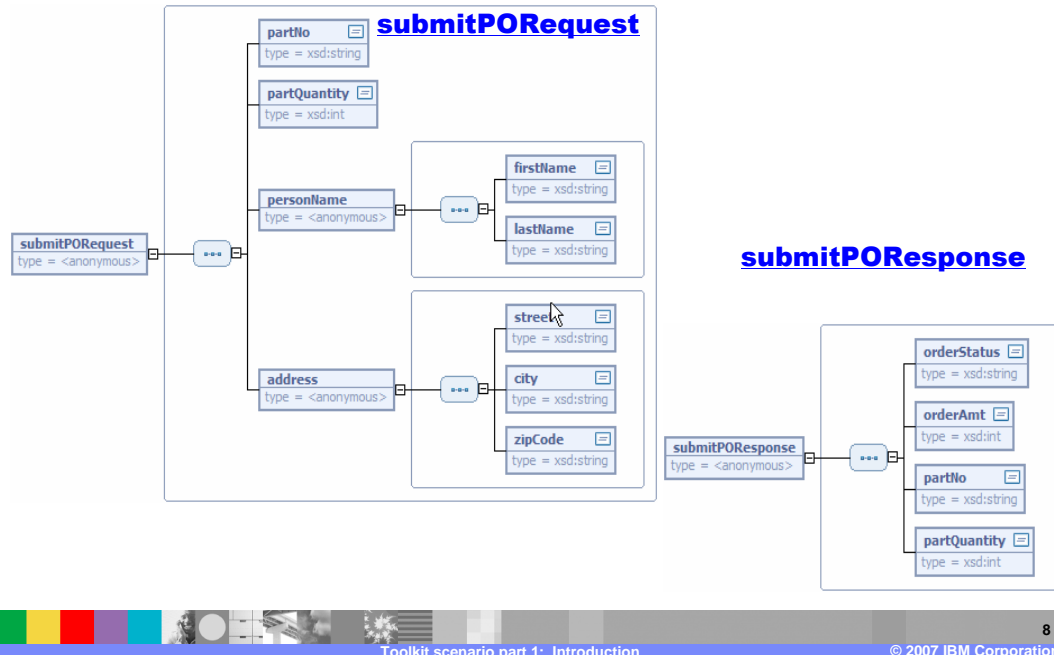 submitPORequest
partNo
type = xsd:string
partQuantity
type = xsd:int
personName
type = <anonymous>
firstName
type = xsd:string
lastName
type = xsd:string
submitPORequest
type = <anonymous>
address
type = <anonymous>
street
type = xsd:string
city
type = xsd:string
zipCode
type = xsd:string
submitPOResponse
submitPOResponse
type = <anonymous>
orderStatus
type = xsd:string
orderAmt
type = xsd:int
partNo
type = xsd:string
partQuantity
type = xsd:int
8
Toolkit scenario part 1: Introduction
© 2007 IBM Corporation